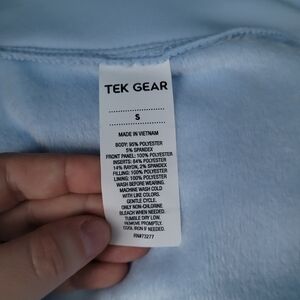 TEK GEAR
S
MADE IN VIETNAM
BODY: 95% POLYESTER
5% SPANDEX
FRONT PANEL: 100% POLYESTER
INSERTS: 84% POLYESTER
14% RAYON, 2% SPANDEX
FILLING: 100% POLYESTER
LINING: 100% POLYESTER
WASH BEFORE WEARING.
MACHINE WASH COLD
WITH LIKE COLORS.
GENTLE CYCLE.
ONLY NON-CHLORINE
BLEACH WHEN NEEDED.
TUMBLE DRY LOW.
REMOVE PROMPTLY.
COOL IRON IF NEEDED.
RN#73277